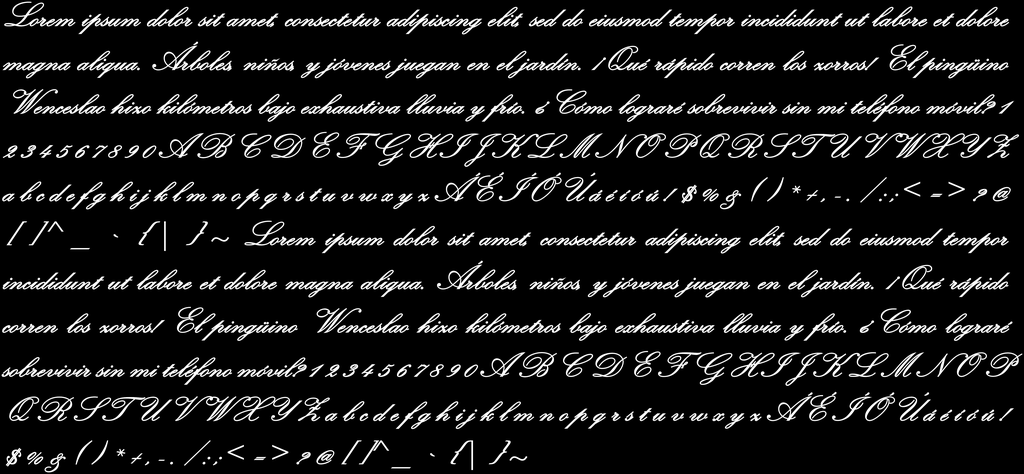 Lorem ipsum dolor sit amet, consectetur adipiscing elit, sed do eiusmod tempor incididunt ut labore et dolore
magna aliqua. Árboles, niños, y jóvenes juegan en el jardín. ¡Qué rápido corren los zorros! El pingüino
Wenceslao hizo kilómetros bajo exhaustiva lluvia y frío. ¿Cómo lograré sobrevivir sin mi teléfono móvil? 1
2 3 4 5 6 7 8 9 0 A B C D E F G H I J K L M N O P Q R S T U V W X Y Z
a b c d e f g h i j k l m n o p q r s t u v w x y z Á É Í Ó Ú á é í ó ú ! $ % & ( ) * + , - . / : ; < = > ? @
[ ] ^ _ ` { | } ~ Lorem ipsum dolor sit amet, consectetur adipiscing elit, sed do eiusmod tempor
incididunt ut labore et dolore magna aliqua. Árboles, niños, y jóvenes juegan en el jardín. ¡Qué rápido
corren los zorros! El pingüino Wenceslao hizo kilómetros bajo exhaustiva lluvia y frío. ¿Cómo lograré
sobrevivir sin mi teléfono móvil? 1 2 3 4 5 6 7 8 9 0 A B C D E F G H I J K L M N O P
Q R S T U V W X Y Z a b c d e f g h i j k l m n o p q r s t u v w x y z Á É Í Ó Ú á é í ó ú !
$ % & ( ) * + , - . / : ; < = > ? @ [ ] ^ _ ` { | } ~